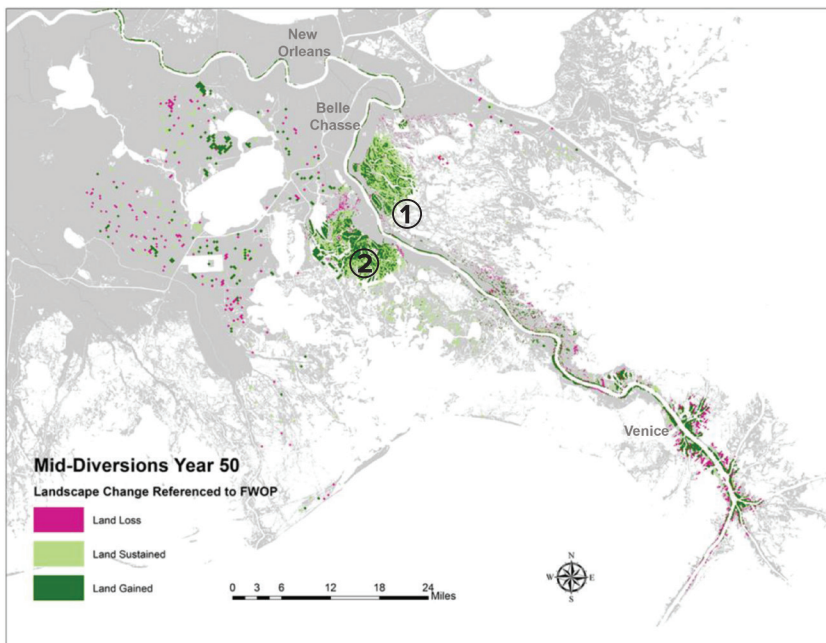 New
Orleans
Belle
Chasse
1
2
Venice
Mid-Diversions Year 50
Landscape Change Referenced to FWOP
Land Loss
Land Sustained
Land Gained
N
W E
S
0 3 6 12 18 24
Miles